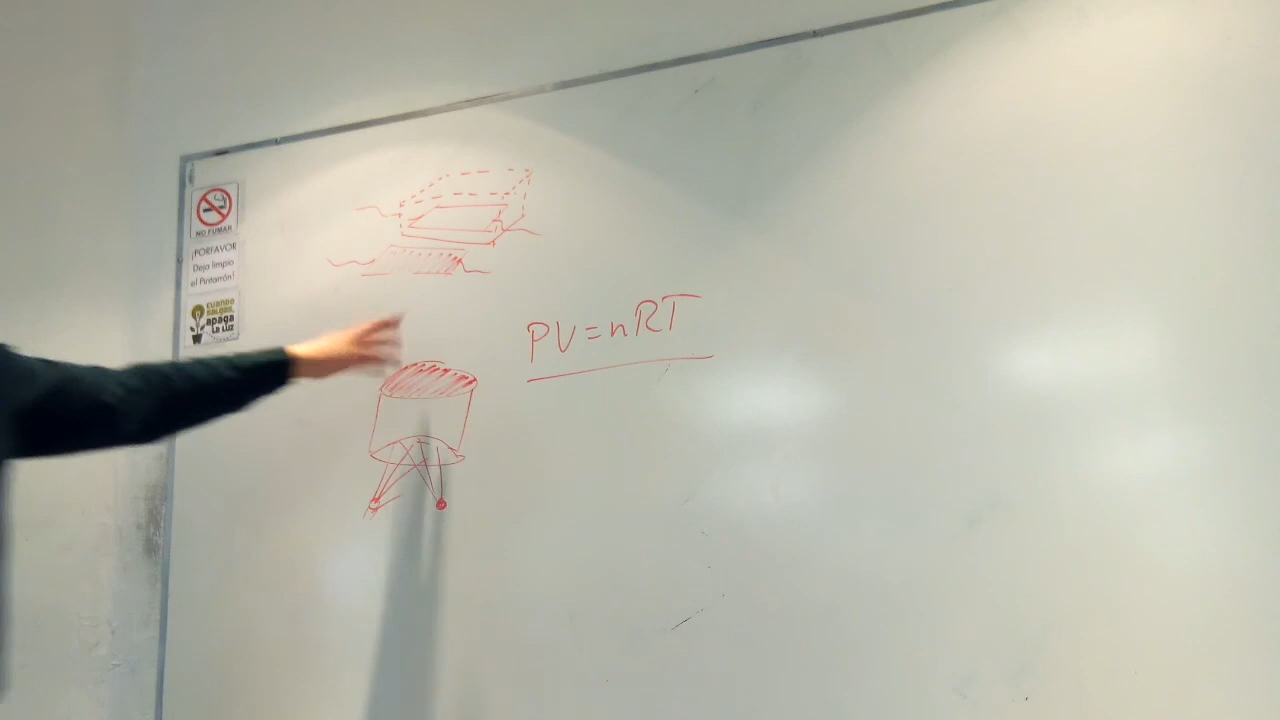 NO FUMAR
¡PORFAVOR
Deja limpio
el Pintarrón!
CUANDO
SALGAS,
apaga
LA LUZ
PV=nRT